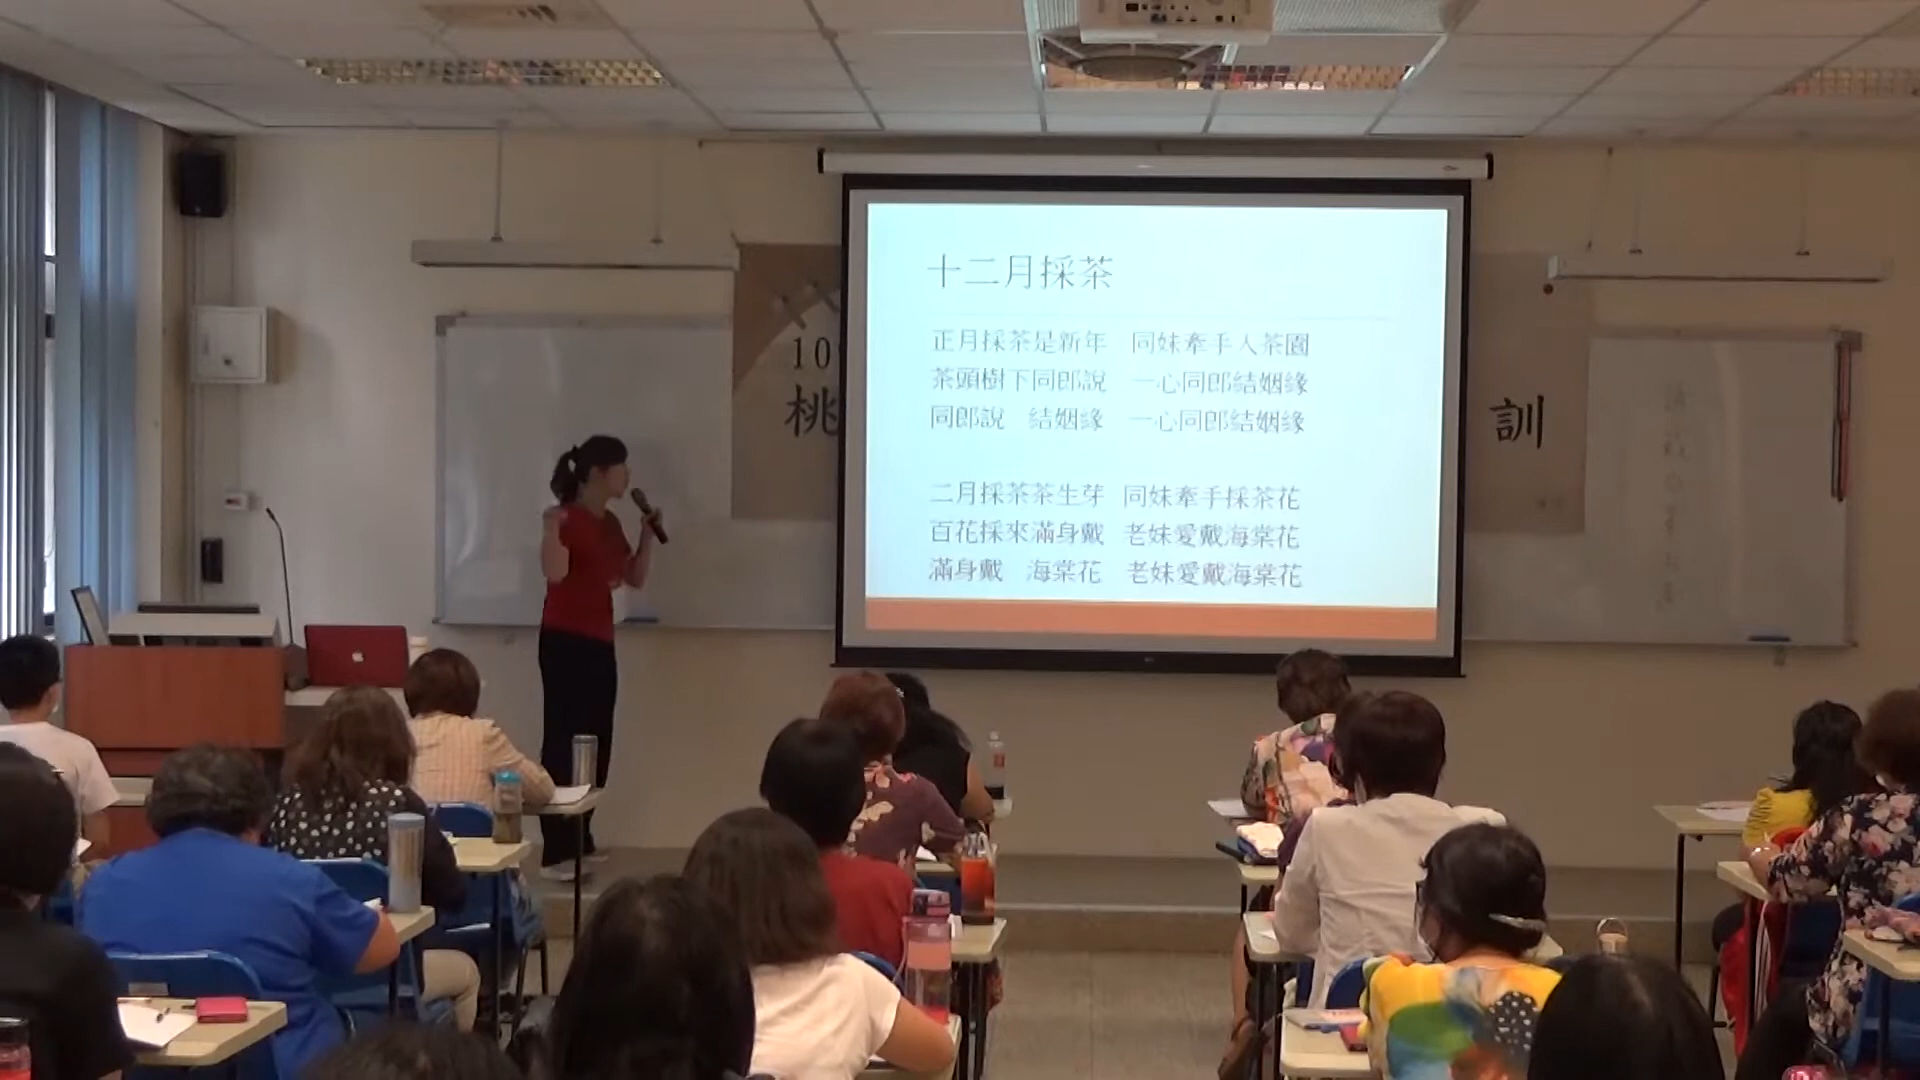 十二月採茶
正月採茶是新年 同妹牽手入茶園
茶頭樹下同郎說 一心同郎結姻緣
同郎說 結姻緣 一心同郎結姻緣
二月採茶茶生芽 同妹牽手採茶花
百花採來滿身戴 老妹愛戴海棠花
滿身戴 海棠花 老妹愛戴海棠花
10
桃
訓